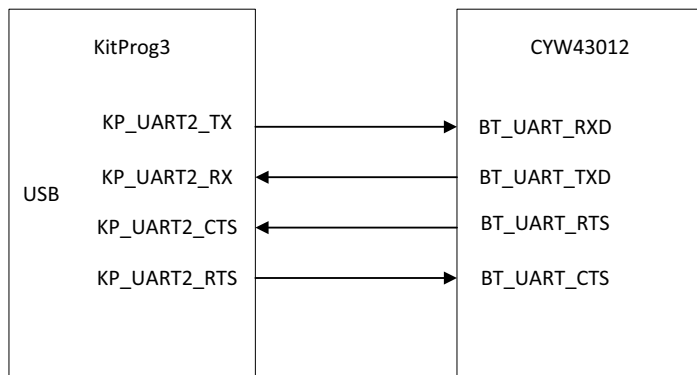 KitProg3
CYW43012
KP_UART2_TX
BT_UART_RXD
KP_UART2_RX
BT_UART_TXD
USB
KP_UART2_CTS
BT_UART_RTS
KP_UART2_RTS
BT_UART_CTS